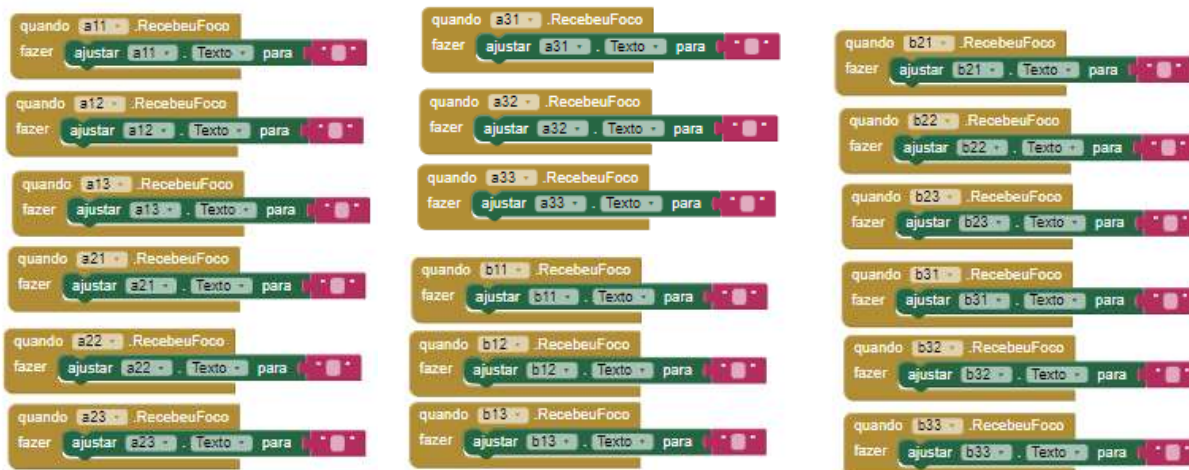 quando a11 .RecebeuFoco
fazer ajustar a11 . Texto para " "
quando a12 .RecebeuFoco
fazer ajustar a12 . Texto para " "
quando a13 .RecebeuFoco
fazer ajustar a13 . Texto para " "
quando a21 .RecebeuFoco
fazer ajustar a21 . Texto para " "
quando a22 .RecebeuFoco
fazer ajustar a22 . Texto para " "
quando a23 .RecebeuFoco
fazer ajustar a23 . Texto para " "
quando a31 .RecebeuFoco
fazer ajustar a31 . Texto para " "
quando a32 .RecebeuFoco
fazer ajustar a32 . Texto para " "
quando a33 .RecebeuFoco
fazer ajustar a33 . Texto para " "
quando b11 .RecebeuFoco
fazer ajustar b11 . Texto para " "
quando b12 .RecebeuFoco
fazer ajustar b12 . Texto para " "
quando b13 .RecebeuFoco
fazer ajustar b13 . Texto para " "
quando b21 .RecebeuFoco
fazer ajustar b21 . Texto para " "
quando b22 .RecebeuFoco
fazer ajustar b22 . Texto para " "
quando b23 .RecebeuFoco
fazer ajustar b23 . Texto para " "
quando b31 .RecebeuFoco
fazer ajustar b31 . Texto para " "
quando b32 .RecebeuFoco
fazer ajustar b32 . Texto para " "
quando b33 .RecebeuFoco
fazer ajustar b33 . Texto para " "